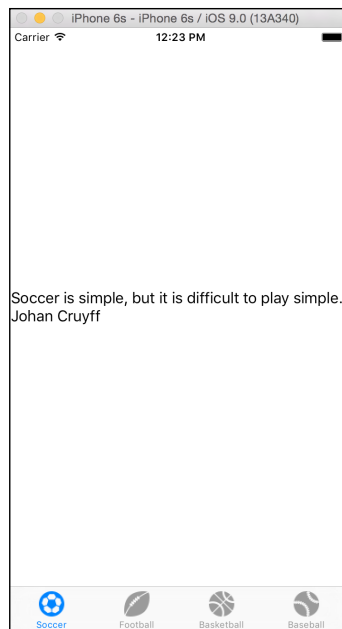 iPhone 6s - iPhone 6s / iOS 9.0 (13A340)
Carrier 12:23 PM
Soccer is simple, but it is difficult to play simple.
Johan Cruyff
Soccer Football Basketball Baseball